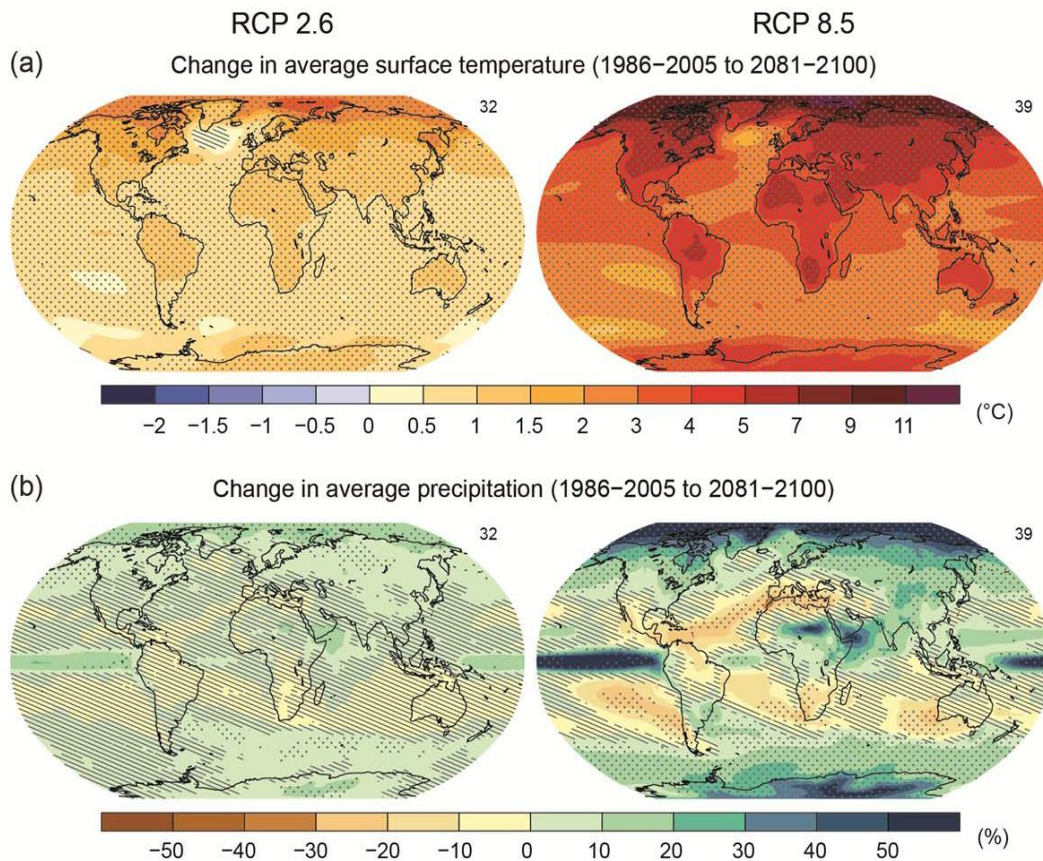 RCP 2.6 RCP 8.5
(a) Change in average surface temperature (1986−2005 to 2081−2100)
32 39
−2 −1.5 −1 −0.5 0 0.5 1 1.5 2 3 4 5 7 9 11 (°C)
(b) Change in average precipitation (1986−2005 to 2081−2100)
32 39
−50 −40 −30 −20 −10 0 10 20 30 40 50 (%)